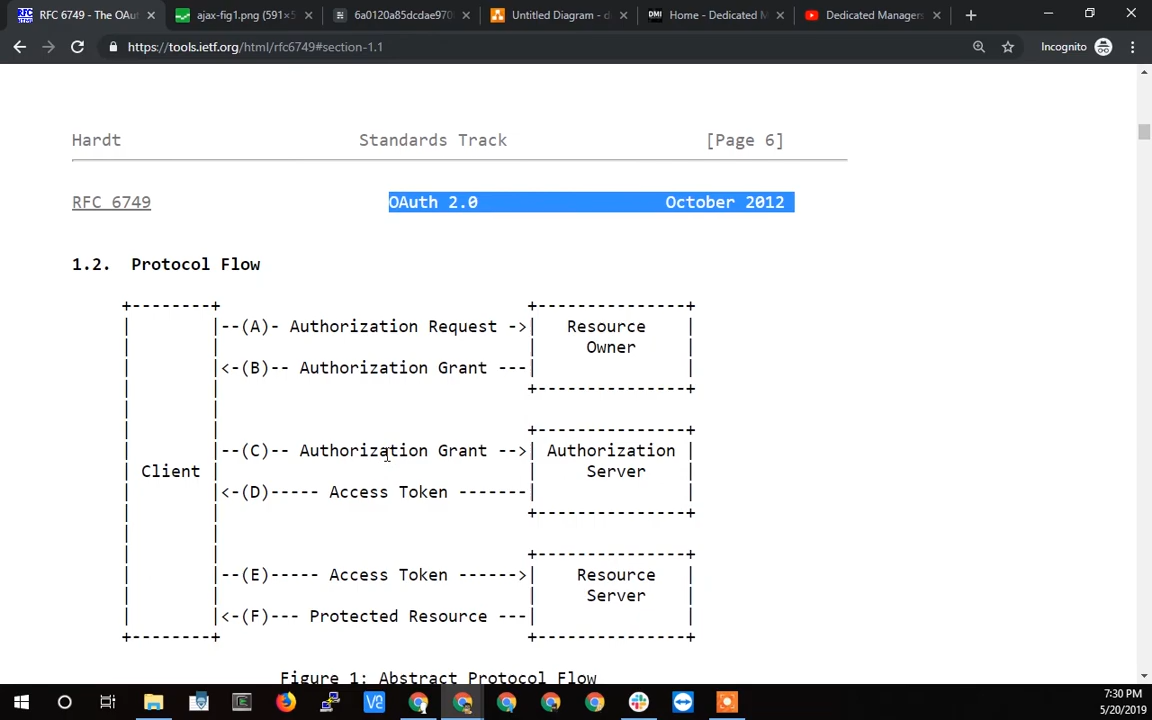 RFC 6749 - The OAu
ajax-fig1.png (591×5
6a0120a85dcdae970
Untitled Diagram - d
DMI Home - Dedicated M
Dedicated Managers
https://tools.ietf.org/html/rfc6749#section-1.1
Incognito
Hardt Standards Track [Page 6]
RFC 6749 OAuth 2.0 October 2012
1.2. Protocol Flow
+--------+ +---------------+
| |--(A)- Authorization Request ->| Resource |
| | | Owner |
| |<-(B)-- Authorization Grant ---| |
| | +---------------+
| |
| | +---------------+
| |--(C)-- Authorization Grant -->| Authorization |
| Client | | Server |
| |<-(D)----- Access Token -------| |
| | +---------------+
| |
| | +---------------+
| |--(E)----- Access Token ------>| Resource |
| | | Server |
| |<-(F)--- Protected Resource ---| |
+--------+ +---------------+
Figure 1: Abstract Protocol Flow
7:30 PM
5/20/2019